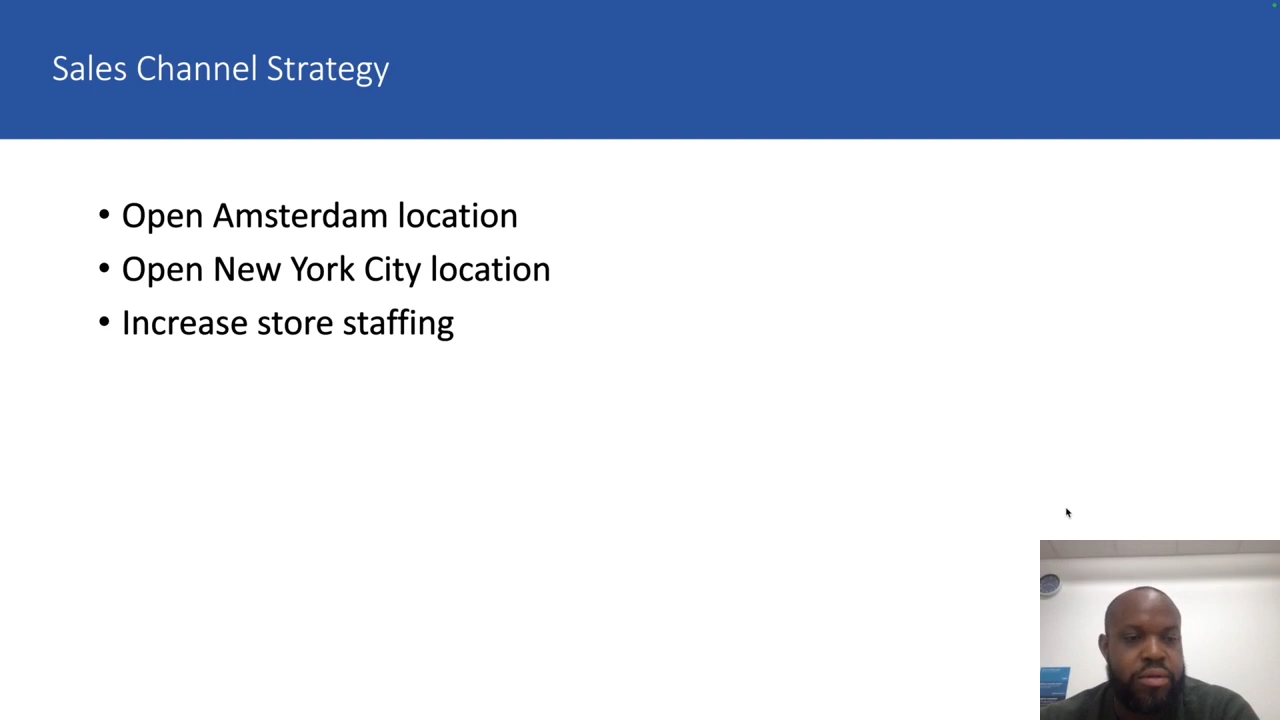 Sales Channel Strategy
• Open Amsterdam location
• Open New York City location
• Increase store staffing